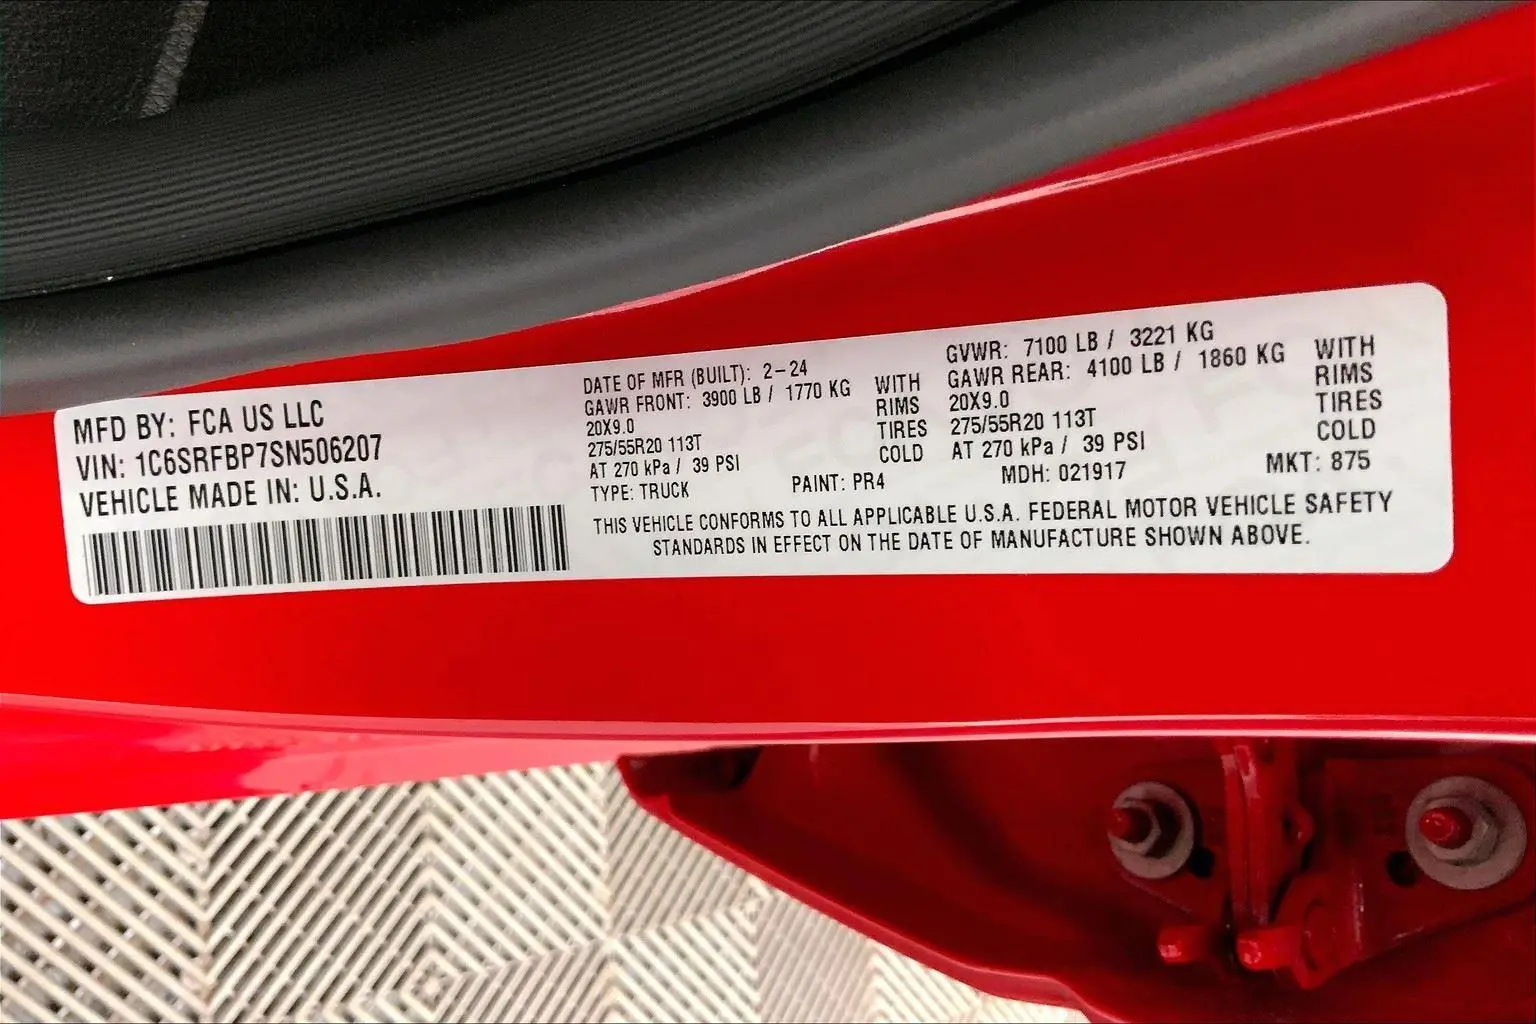 MFD BY: FCA US LLC
VIN: 1C6SRFBP7SN506207
VEHICLE MADE IN: U.S.A.
DATE OF MFR (BUILT): 2-24
GAWR FRONT: 3900 LB / 1770 KG WITH
20X9.0 RIMS
275/55R20 113T TIRES
AT 270 kPa / 39 PSI COLD
GVWR: 7100 LB / 3221 KG
GAWR REAR: 4100 LB / 1860 KG WITH
20X9.0 RIMS
275/55R20 113T TIRES
AT 270 kPa / 39 PSI COLD
TYPE: TRUCK PAINT: PR4 MDH: 021917 MKT: 875
THIS VEHICLE CONFORMS TO ALL APPLICABLE U.S.A. FEDERAL MOTOR VEHICLE SAFETY
STANDARDS IN EFFECT ON THE DATE OF MANUFACTURE SHOWN ABOVE.